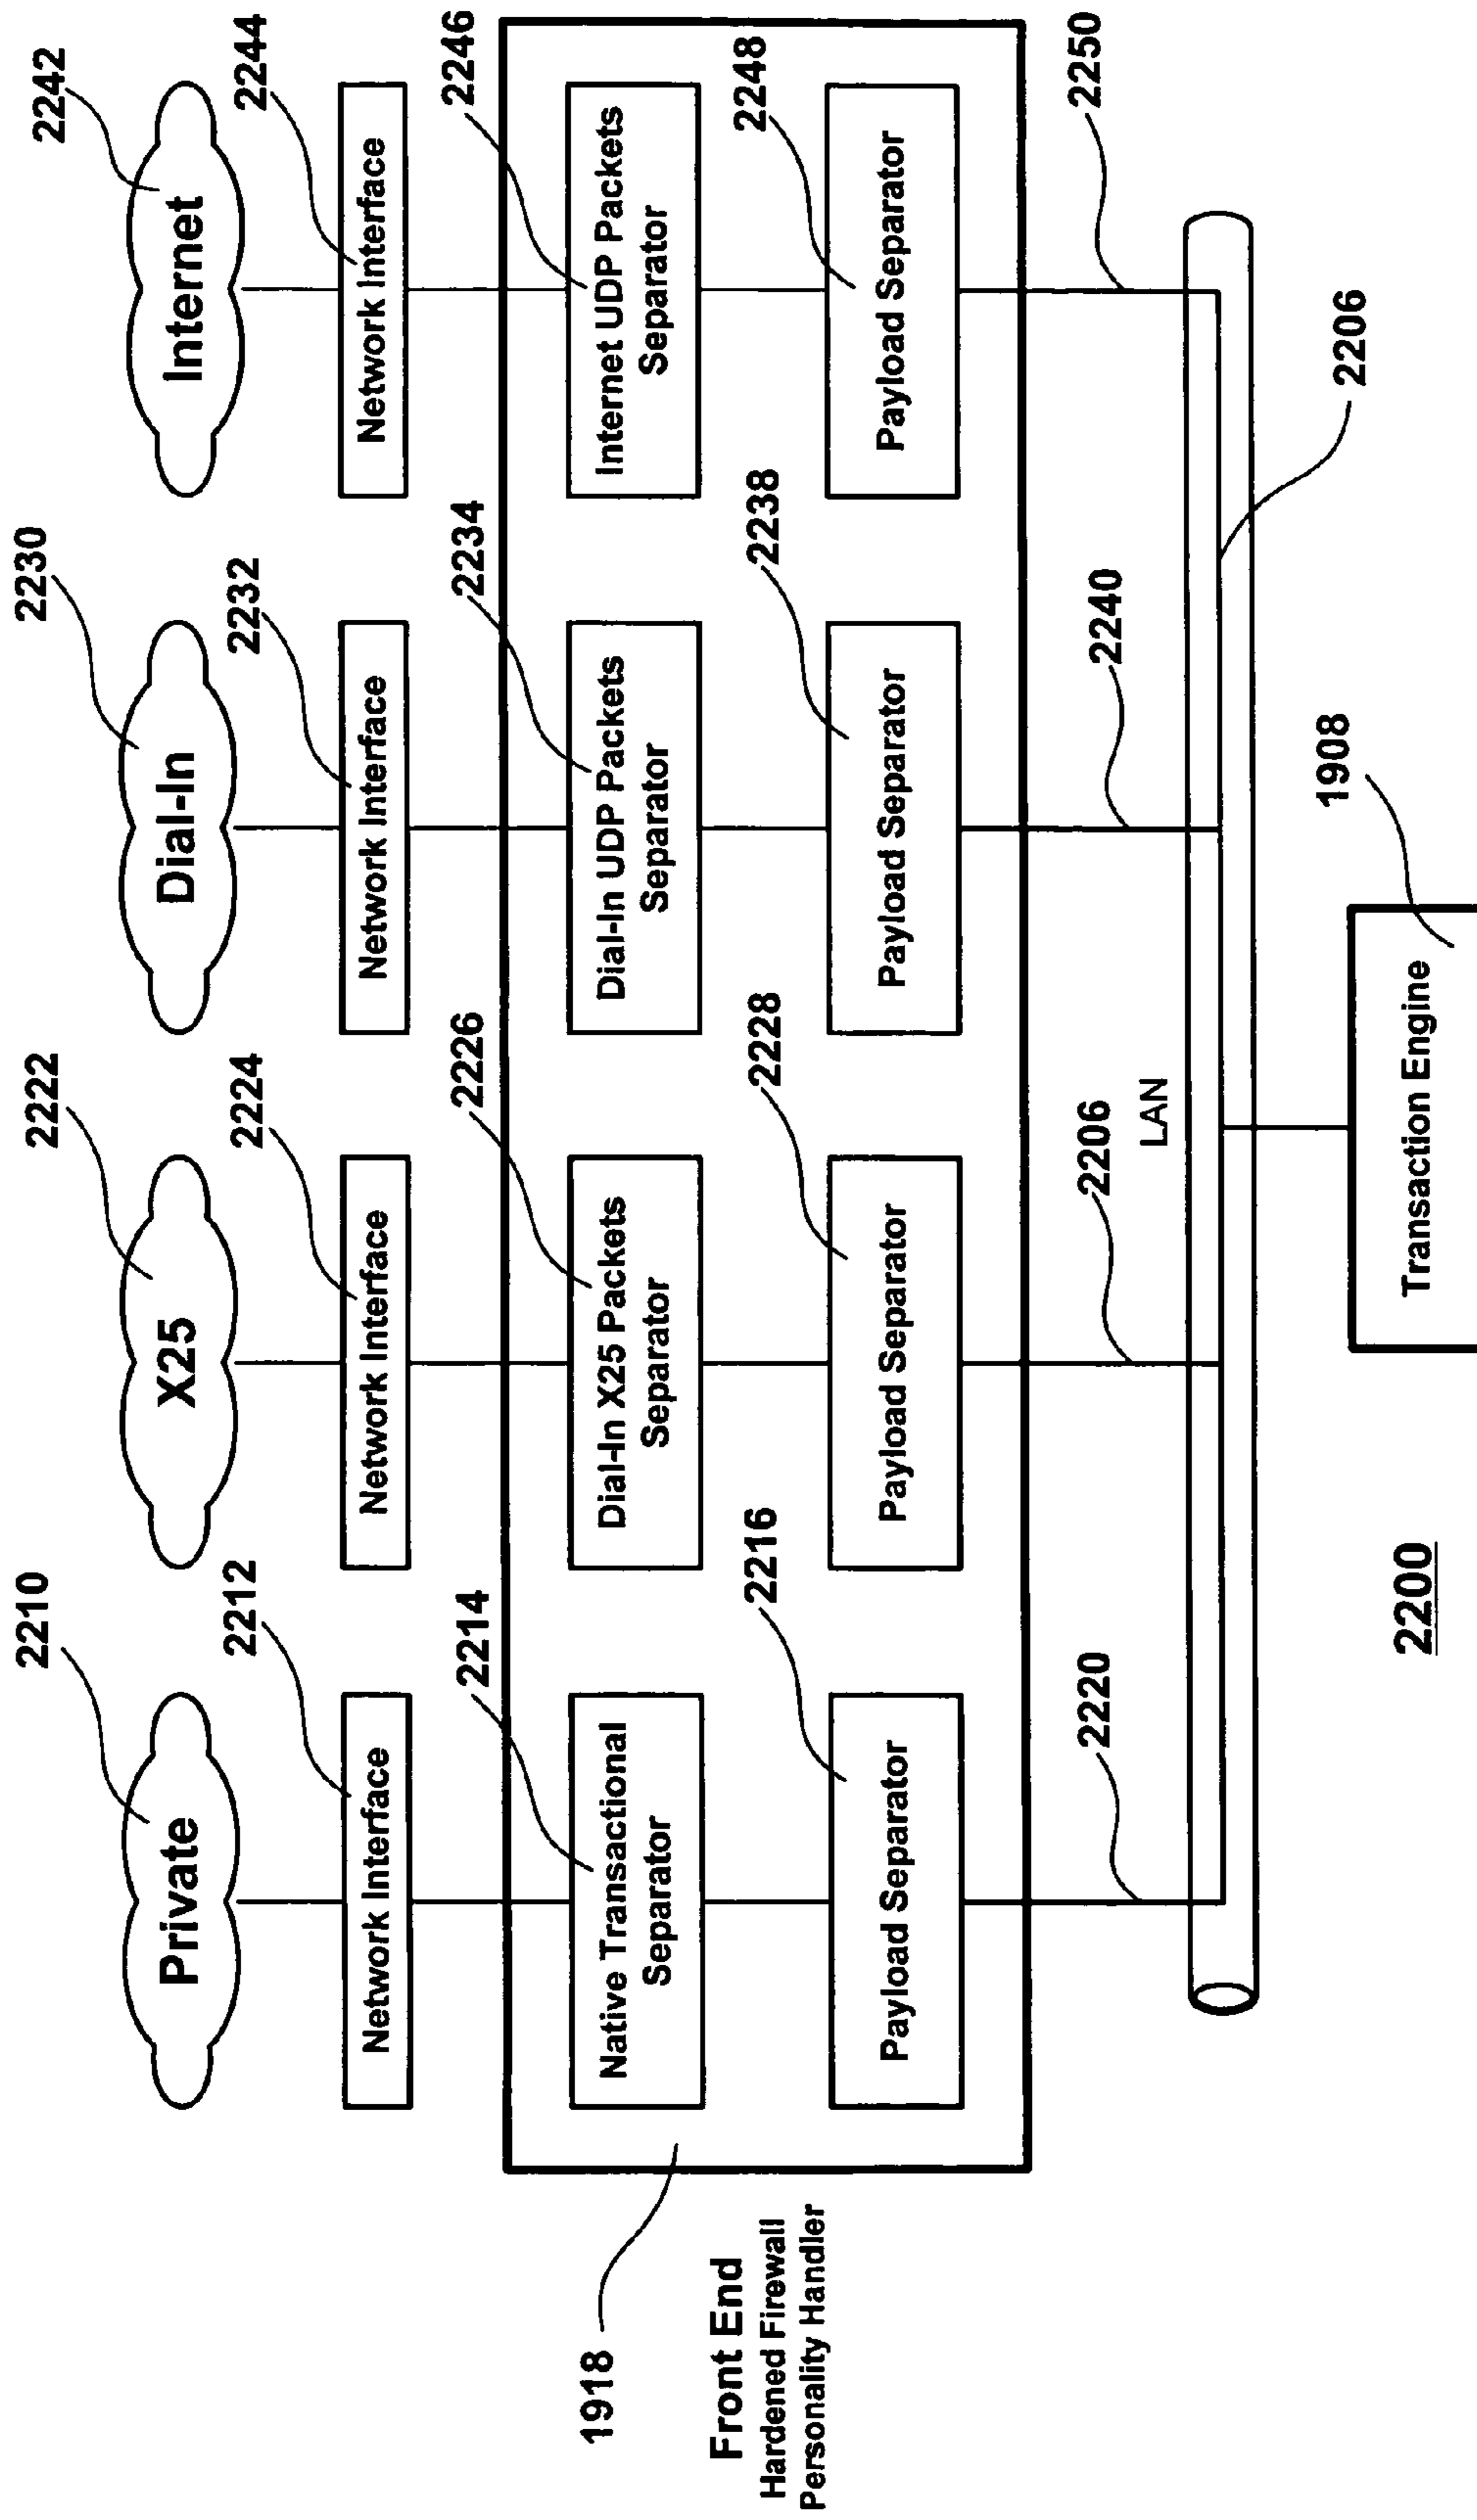 2210
2222
2230
2242
Private
X25
Dial-In
Internet
2212
2224
2232
2244
Network Interface
Network Interface
Network Interface
Network Interface
2214
2226
2234
2246
1918
Native Transactional
Separator
Dial-In X25 Packets
Separator
Dial-In UDP Packets
Separator
Internet UDP Packets
Separator
Front End
Hardened Firewall
Personality Handler
2216
2228
2238
2248
Payload Separator
Payload Separator
Payload Separator
Payload Separator
2220
2206
2240
2250
LAN
2206
1908
Transaction Engine
2200